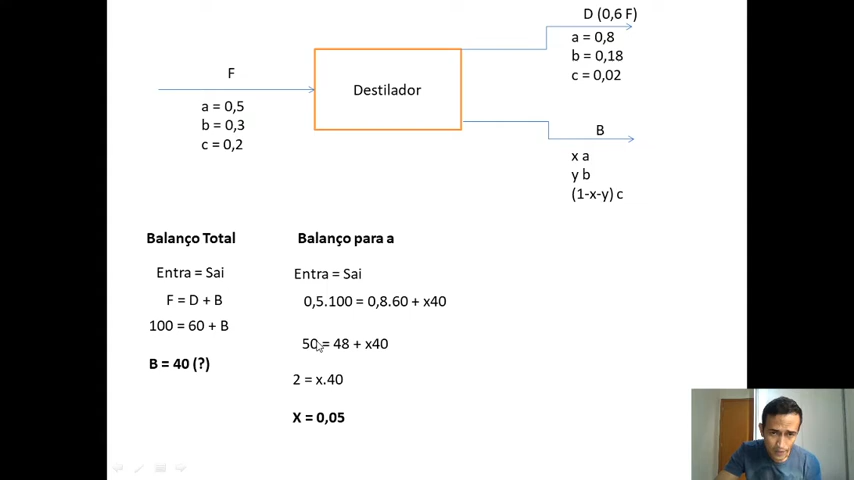 F
a = 0,5
b = 0,3
c = 0,2
Destilador
D (0,6 F)
a = 0,8
b = 0,18
c = 0,02
B
x a
y b
(1-x-y) c
Balanço Total
Entra = Sai
F = D + B
100 = 60 + B
B = 40 (?)
Balanço para a
Entra = Sai
0,5.100 = 0,8.60 + x40
50 = 48 + x40
2 = x.40
X = 0,05